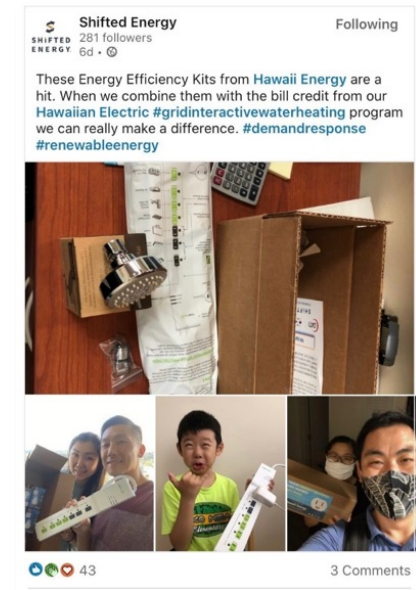 SHIFTED
ENERGY
Shifted Energy
Following
281 followers
6d •
These Energy Efficiency Kits from Hawaii Energy are a
hit. When we combine them with the bill credit from our
Hawaiian Electric #gridinteractivewaterheating program
we can really make a difference. #demandresponse
#renewableenergy
43
3 Comments